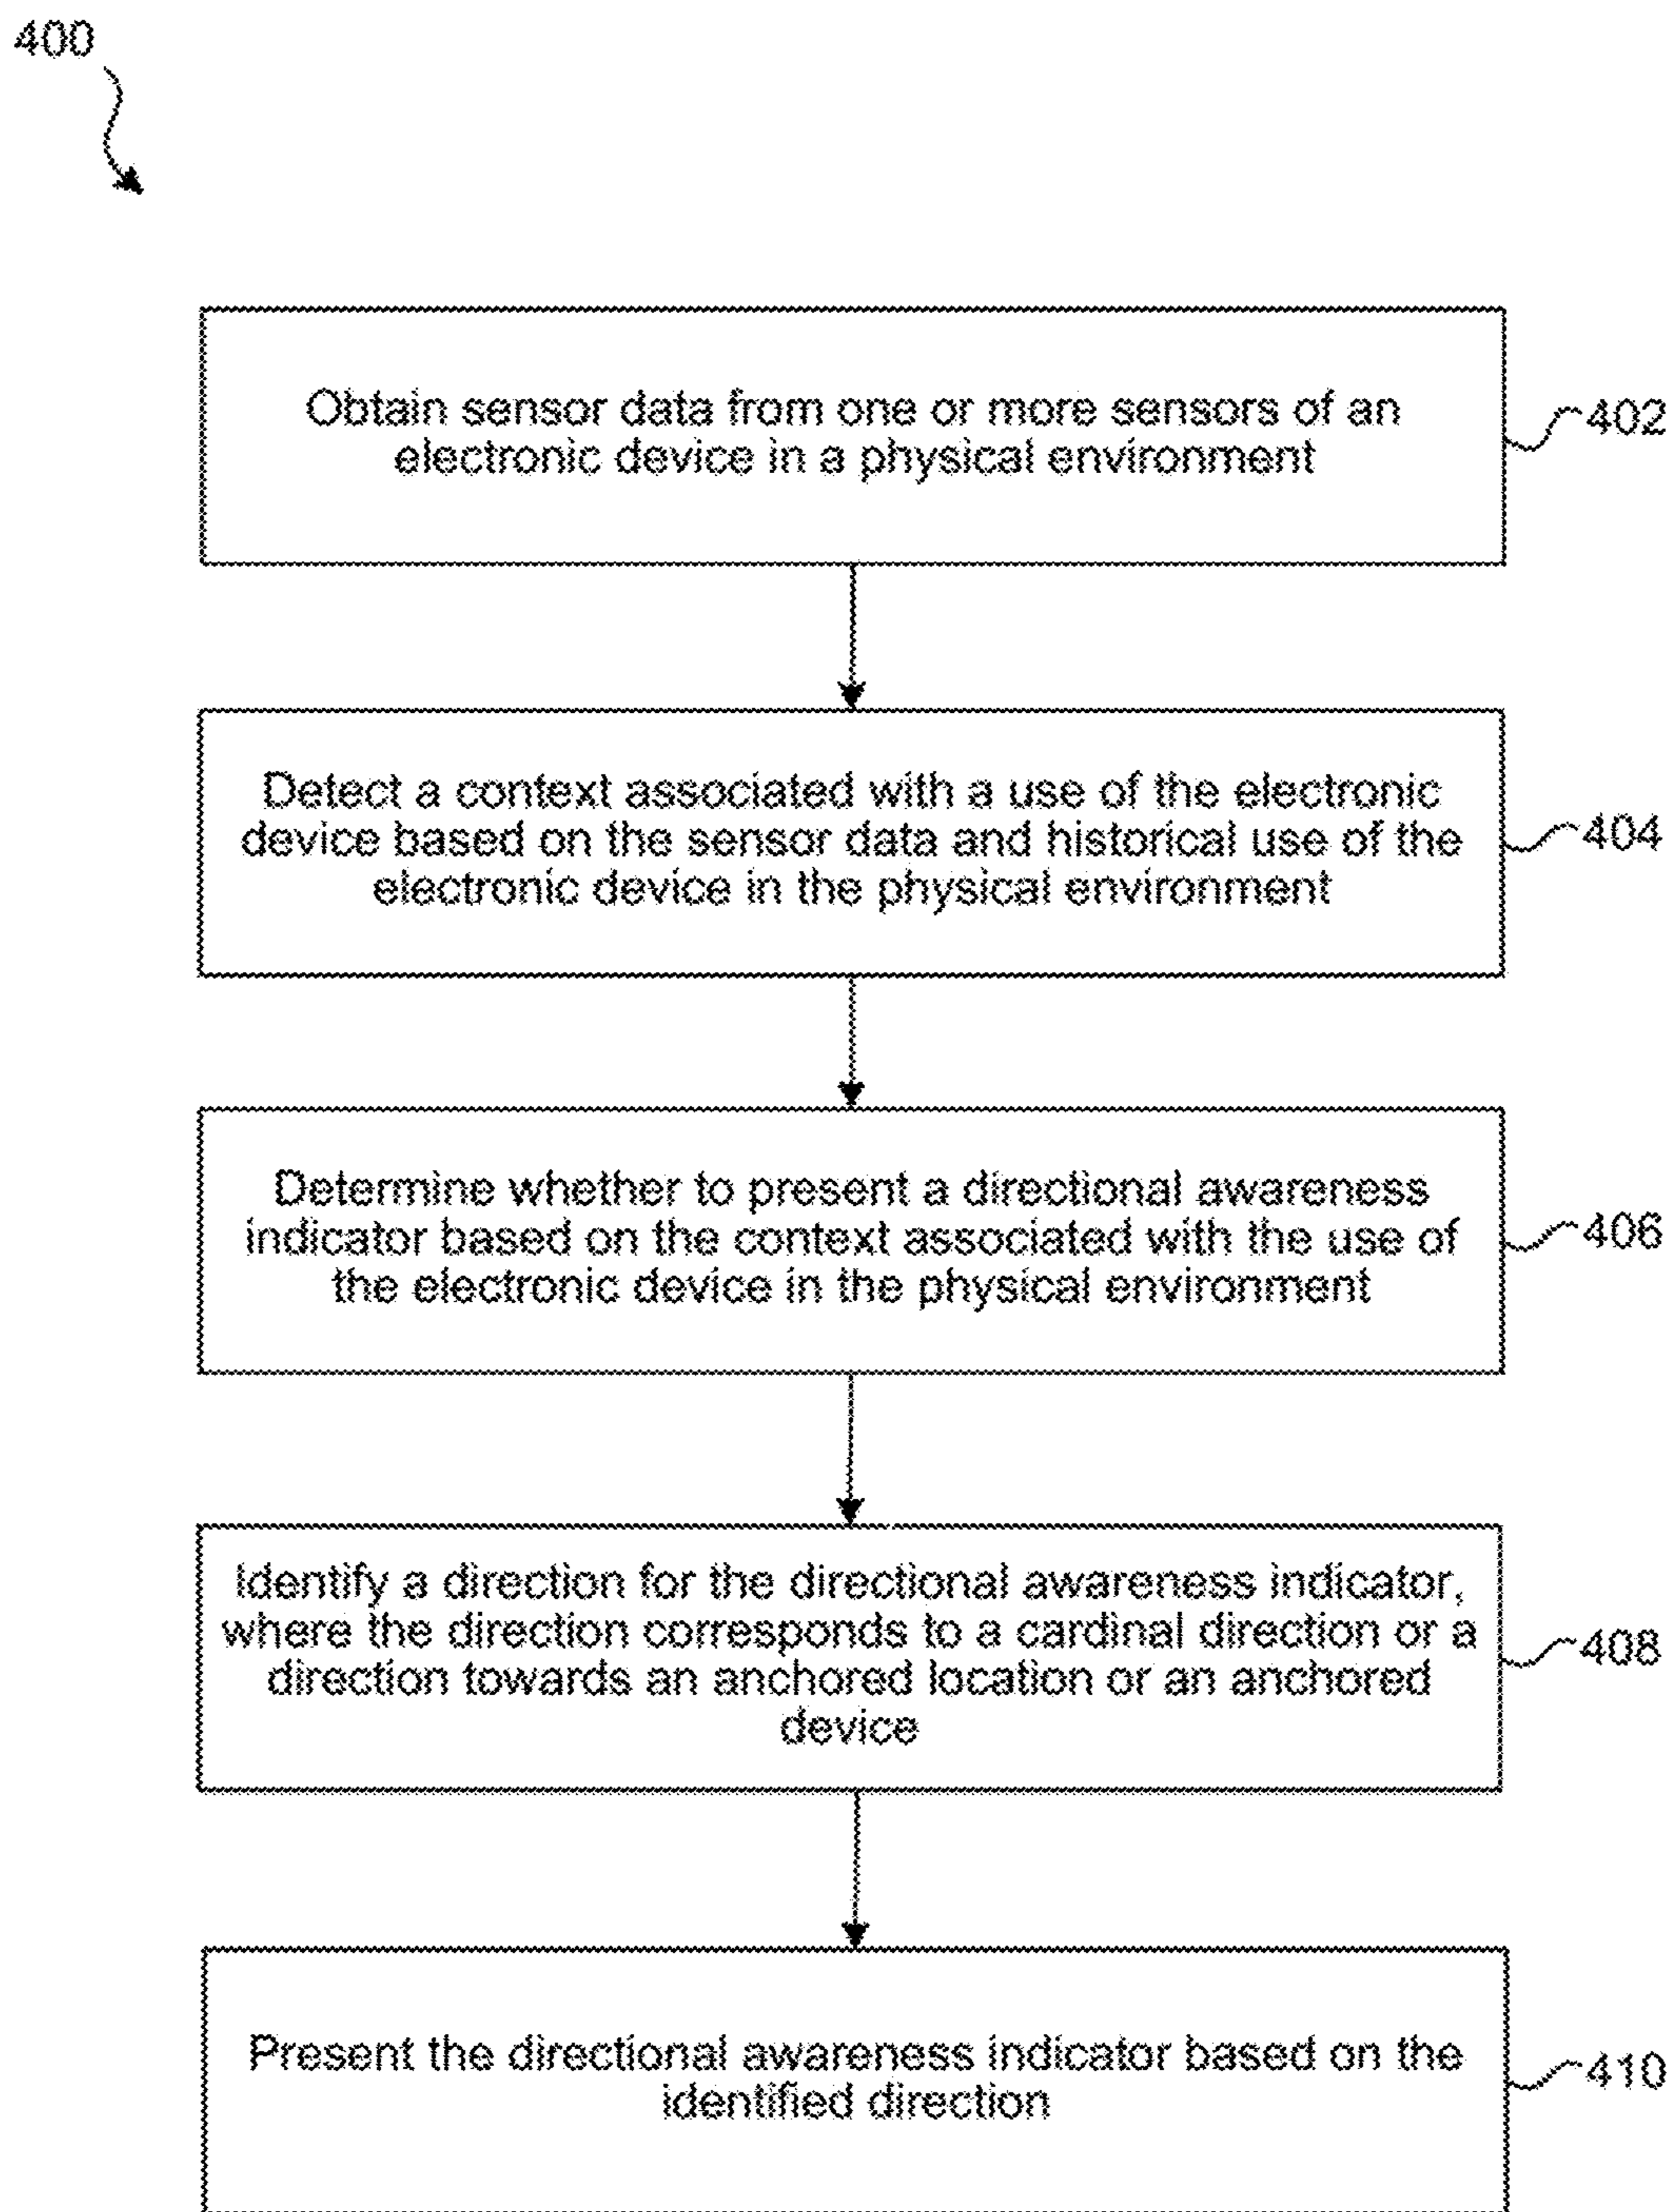 400
Obtain sensor data from one or more sensors of an
electronic device in a physical environment
402
Detect a context associated with a use of the electronic
device based on the sensor data and historical use of the
electronic device in the physical environment
404
Determine whether to present a directional awareness
indicator based on the context associated with the use of
the electronic device in the physical environment
406
Identify a direction for the directional awareness indicator,
where the direction corresponds to a cardinal direction or a
direction towards an anchored location or an anchored
device
408
Present the directional awareness indicator based on the
identified direction
410